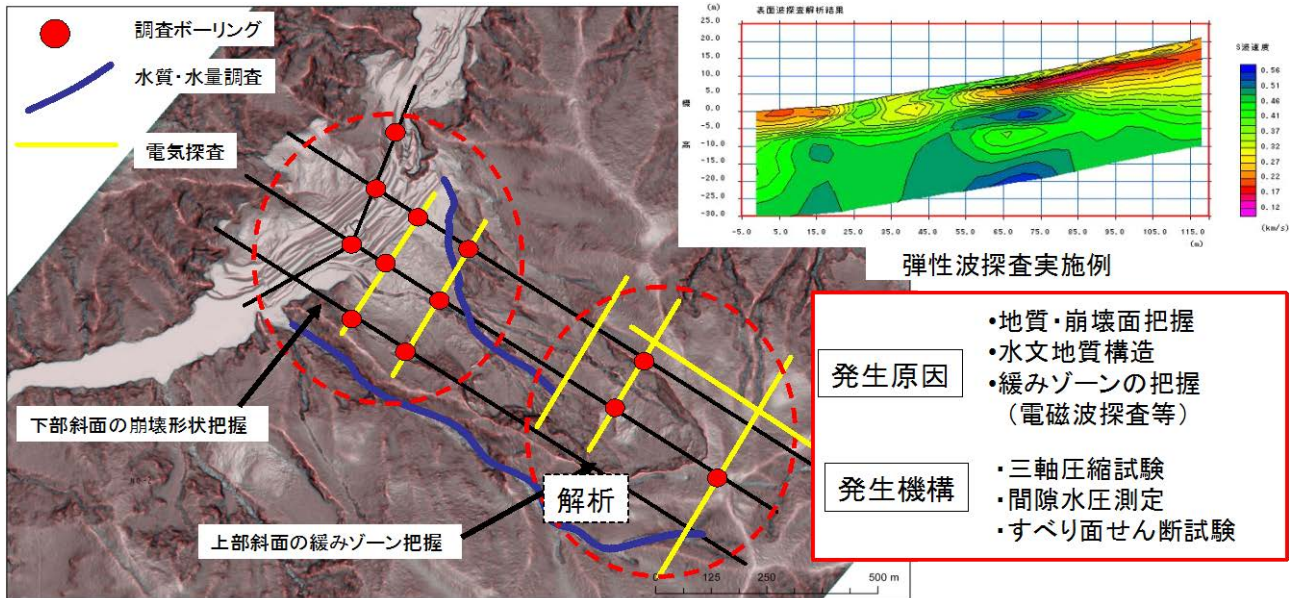 調査ボーリング
水質・水量調査
電気探査
下部斜面の崩壊形状把握
上部斜面の緩みゾーン把握
解析
0 125 250 500 m
(m)
表面波探査解析結果
25.0
20.0
15.0
10.0
5.0
0.0
-5.0
-10.0
-15.0
-20.0
-25.0
-30.0
標
高
-5.0 5.0 15.0 25.0 35.0 45.0 55.0 65.0 75.0 85.0 95.0 105.0 115.0
(m)
S波速度
0.56
0.51
0.46
0.41
0.37
0.32
0.27
0.22
0.17
0.12
(km/s)
弾性波探査実施例
発生原因
•地質・崩壊面把握
•水文地質構造
•緩みゾーンの把握
（電磁波探査等）
発生機構
・三軸圧縮試験
・間隙水圧測定
・すべり面せん断試験